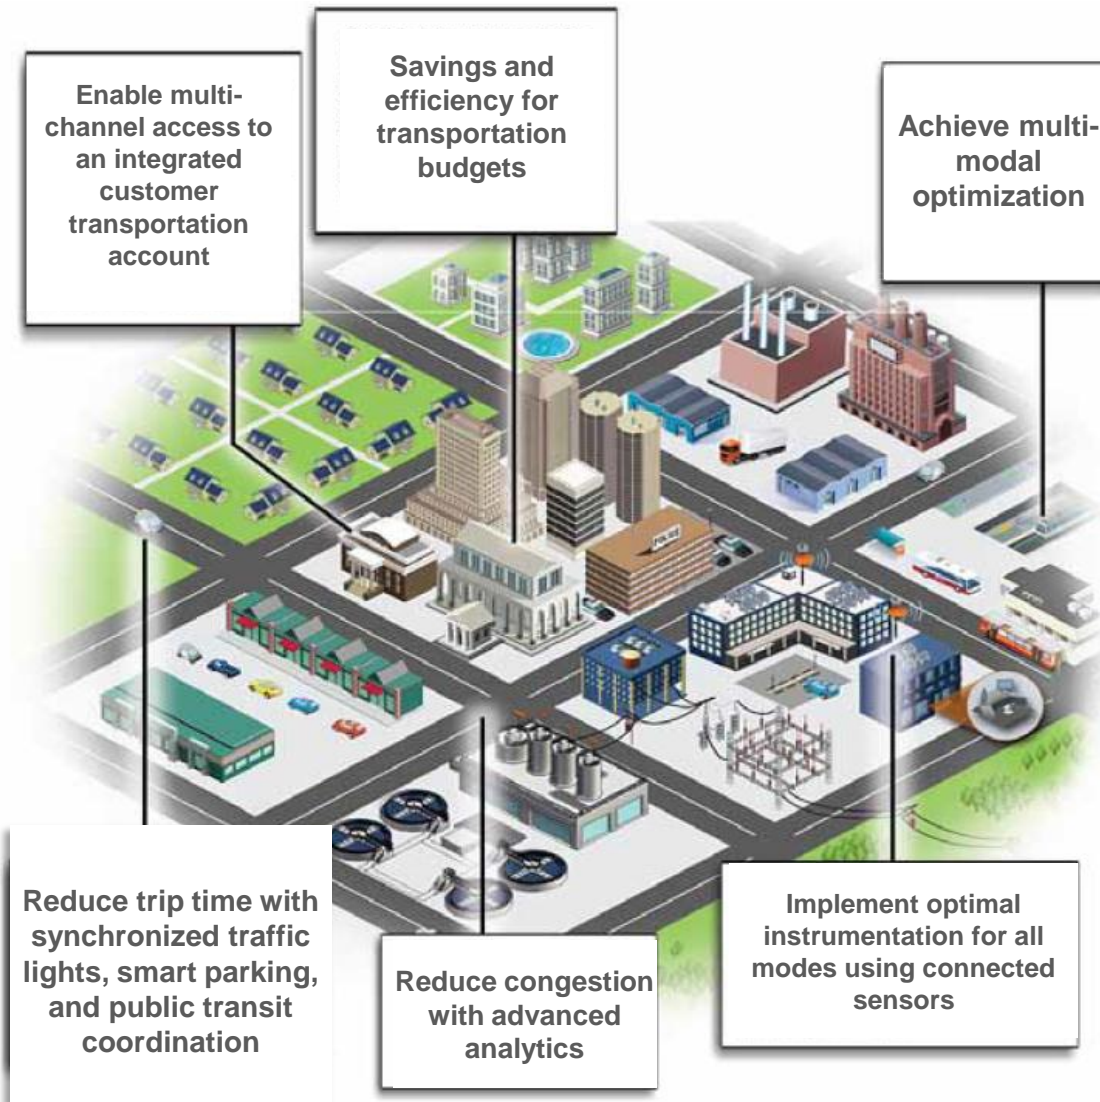 Enable multi-
channel access to
an integrated
customer
transportation
account
Savings and
efficiency for
transportation
budgets
Achieve multi-
modal
optimization
POLICE
Reduce trip time with
synchronized traffic
lights, smart parking,
and public transit
coordination
Reduce congestion
with advanced
analytics
Implement optimal
instrumentation for all
modes using connected
sensors